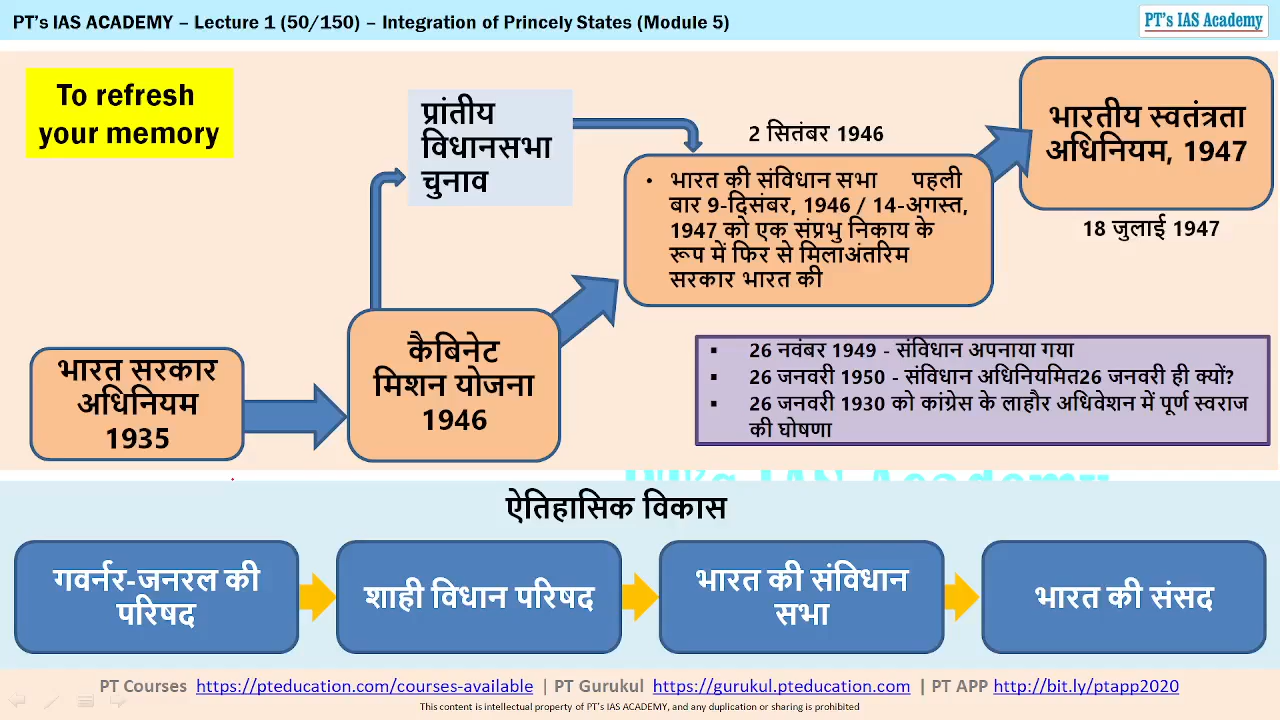 PT's IAS ACADEMY – Lecture 1 (50/150) – Integration of Princely States (Module 5)
PT's IAS Academy
To refresh
your memory
प्रांतीय
विधानसभा
चुनाव
2 सितंबर 1946
भारतीय स्वतंत्रता
अधिनियम, 1947
18 जुलाई 1947
• भारत की संविधान सभा पहली
बार 9-दिसंबर, 1946 / 14-अगस्त,
1947 को एक संप्रभु निकाय के
रूप में फिर से मिलाअंतरिम
सरकार भारत की
भारत सरकार
अधिनियम
1935
कैबिनेट
मिशन योजना
1946
▪ 26 नवंबर 1949 - संविधान अपनाया गया
▪ 26 जनवरी 1950 - संविधान अधिनियमित26 जनवरी ही क्यों?
▪ 26 जनवरी 1930 को कांग्रेस के लाहौर अधिवेशन में पूर्ण स्वराज
की घोषणा
PT's IAS Academy
ऐतिहासिक विकास
गवर्नर-जनरल की
परिषद
शाही विधान परिषद
भारत की संविधान
सभा
भारत की संसद
PT Courses https://pteducation.com/courses-available | PT Gurukul https://gurukul.pteducation.com | PT APP http://bit.ly/ptapp2020
This content is intellectual property of PT's IAS ACADEMY, and any duplication or sharing is prohibited